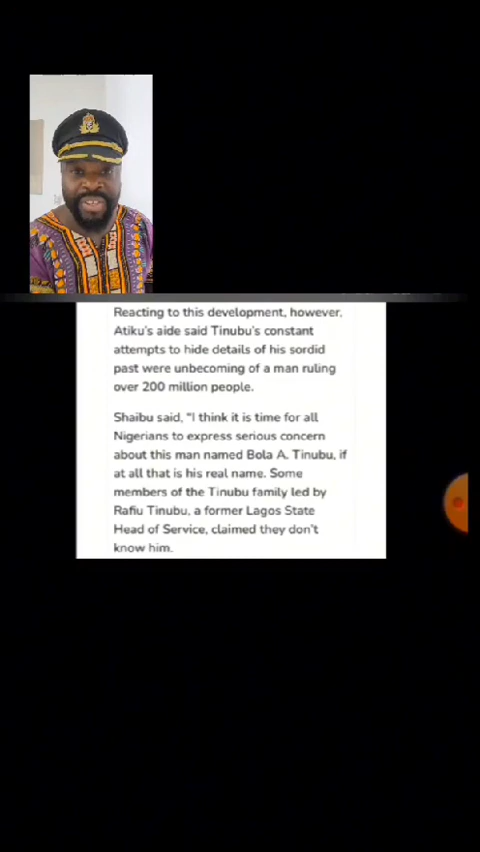 Reacting to this development, however,
Atiku's aide said Tinubu's constant
attempts to hide details of his sordid
past were unbecoming of a man ruling
over 200 million people.
Shaibu said, "I think it is time for all
Nigerians to express serious concern
about this man named Bola A. Tinubu, if
at all that is his real name. Some
members of the Tinubu family led by
Rafiu Tinubu, a former Lagos State
Head of Service, claimed they don't
know him.